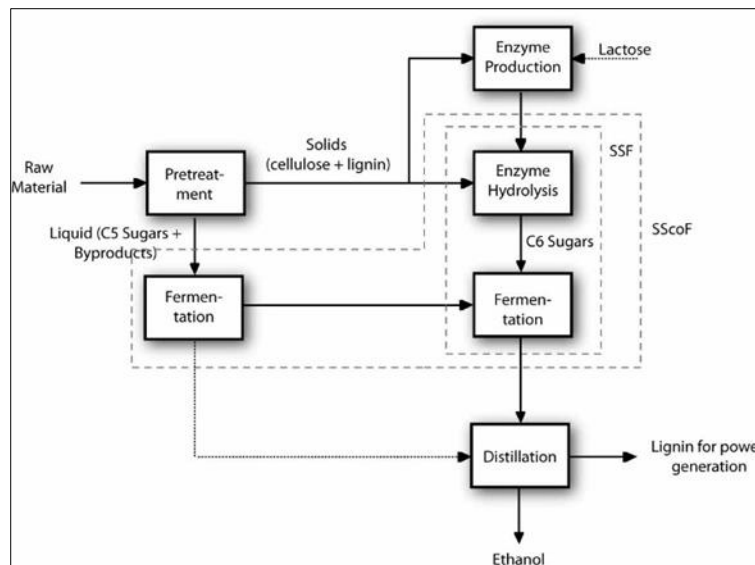 Enzyme
Production
Lactose
Solids
(cellulose + lignin)
SSF
Raw
Material
Pretreat-
ment
Enzyme
Hydrolysis
SScoF
Liquid (C5 Sugars +
Byproducts)
C6 Sugars
Fermen-
tation
Fermen-
tation
Distillation
Lignin for powe
generation
Ethanol